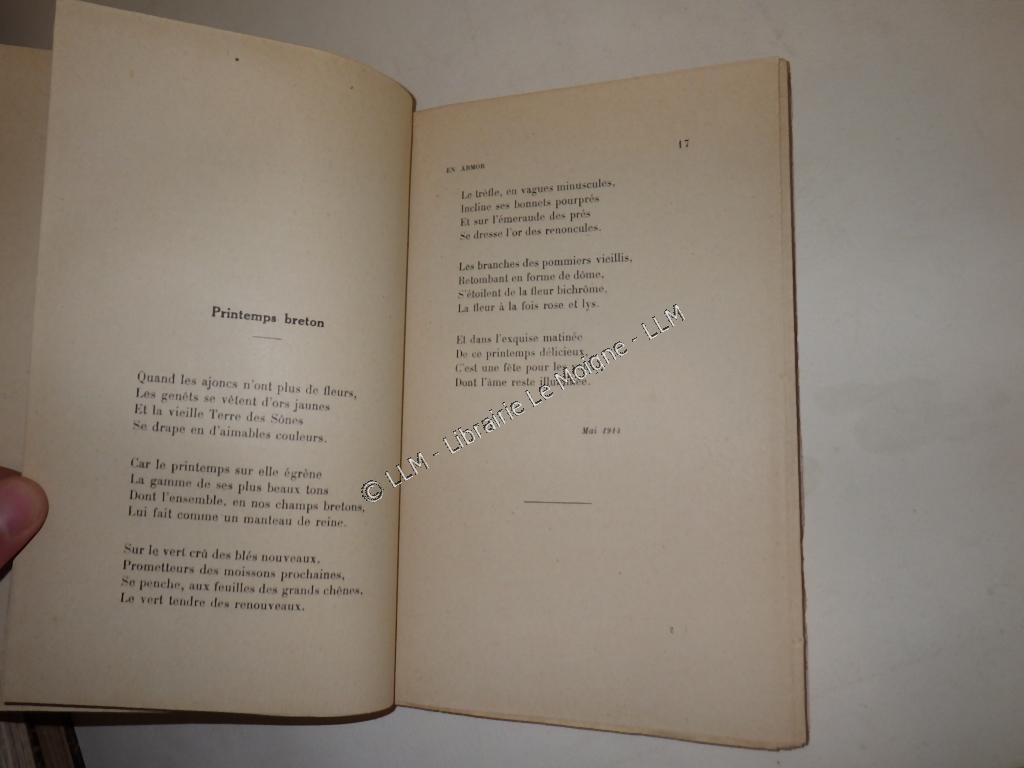 Printemps breton
Quand les ajoncs n'ont plus de fleurs,
Les genêts se vêtent d'ors jaunes
Et la vieille Terre des Sônes
Se drape en d'aimables couleurs.
Car le printemps sur elle égrène
La gamme de ses plus beaux tons
Dont l'ensemble, en nos champs bretons,
Lui fait comme un manteau de reine.
Sur le vert crû des blés nouveaux,
Prometteurs des moissons prochaines,
Se penche, aux feuilles des grands chênes,
Le vert tendre des renouveaux.
EN ARMOR
17
Le trèfle, en vagues minuscules,
Incline ses bonnets pourprés
Et sur l'émeraude des prés
Se dresse l'or des renoncules.
Les branches des pommiers vieillis,
Retombant en forme de dôme,
S'étoilent de la fleur bichrôme,
La fleur à la fois rose et lys.
Et dans l'exquise matinée
De ce printemps délicieux,
C'est une fête pour les
Dont l'âme reste
Mai
2
© LLM - Librairie Le Moigne - LLM